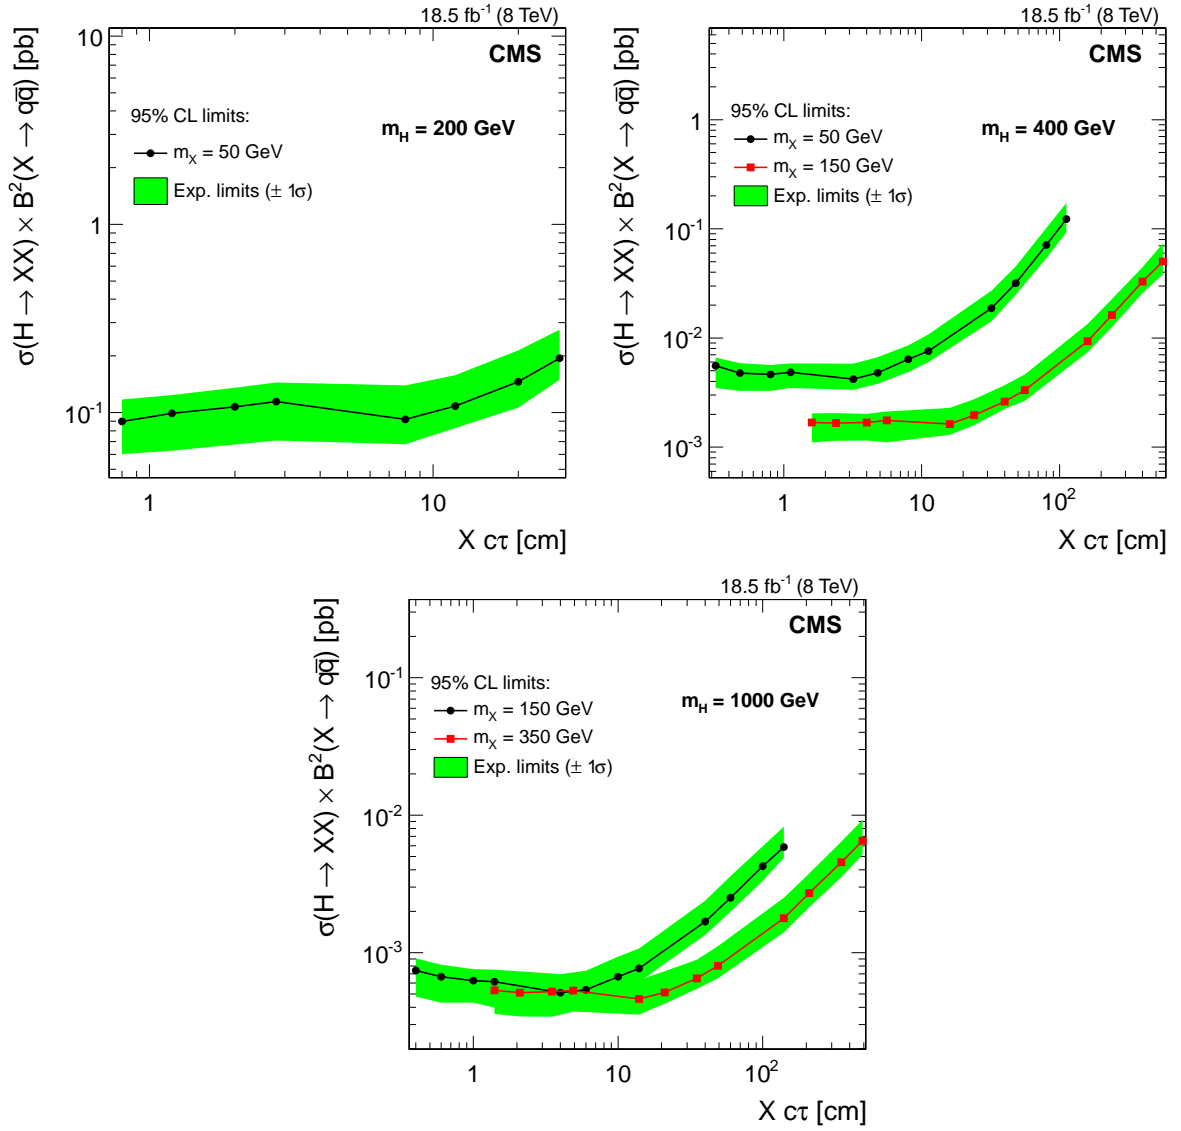 18.5 fb⁻¹ (8 TeV)
CMS
σ(H → XX) × B²(X → qq̅) [pb]
10
1
10⁻¹
95% CL limits:
m_H = 200 GeV
m_X = 50 GeV
Exp. limits (± 1σ)
1
10
X cτ [cm]
18.5 fb⁻¹ (8 TeV)
CMS
σ(H → XX) × B²(X → qq̅) [pb]
1
10⁻¹
10⁻²
10⁻³
95% CL limits:
m_H = 400 GeV
m_X = 50 GeV
m_X = 150 GeV
Exp. limits (± 1σ)
1
10
10²
X cτ [cm]
18.5 fb⁻¹ (8 TeV)
CMS
σ(H → XX) × B²(X → qq̅) [pb]
10⁻¹
10⁻²
10⁻³
95% CL limits:
m_H = 1000 GeV
m_X = 150 GeV
m_X = 350 GeV
Exp. limits (± 1σ)
1
10
10²
X cτ [cm]